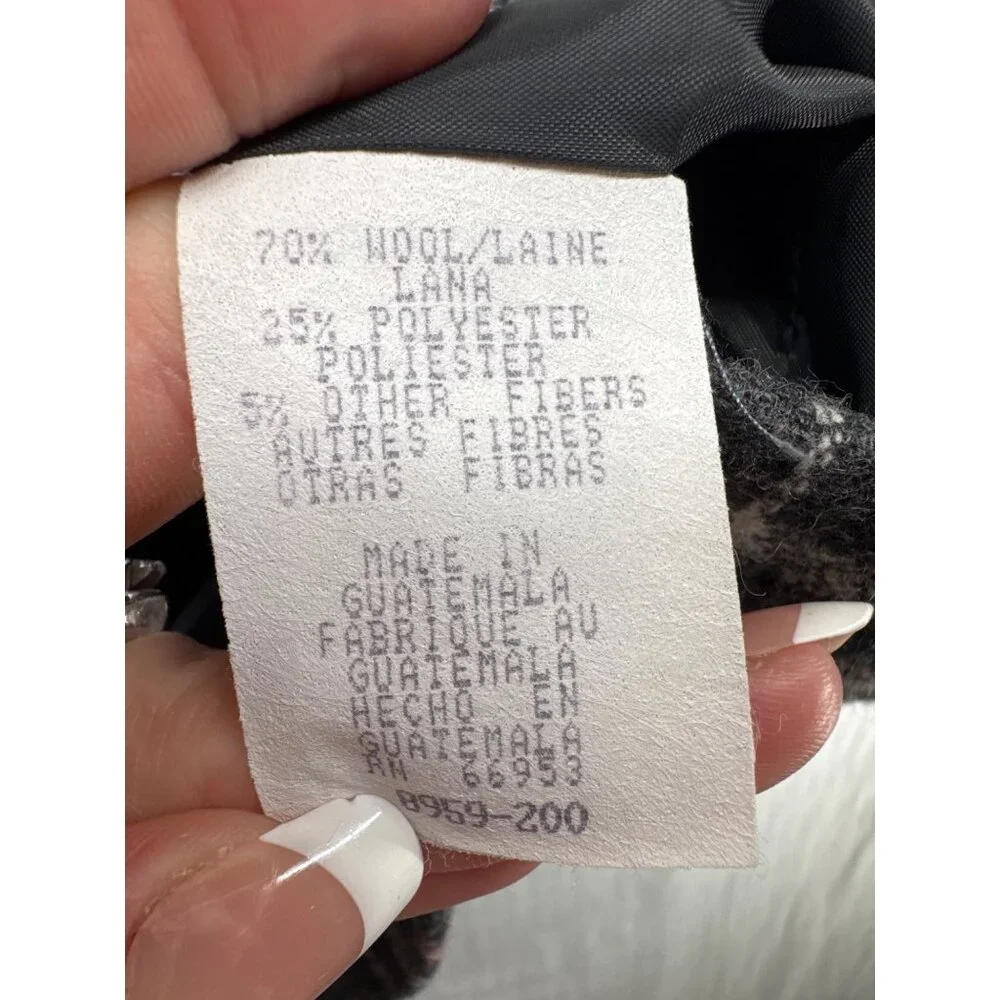 70% WOOL/LAINE
LANA
25% POLYESTER
POLIESTER
5% OTHER FIBERS
AUTRES FIBRES
OTRAS FIBRAS
MADE IN
GUATEMALA
FABRIQUE AU
GUATEMALA
HECHO EN
GUATEMALA
RN 66953
8959-200